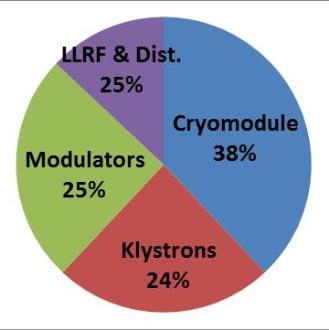 LLRF & Dist.
25%
Cryomodule
38%
Modulators
25%
Klystrons
24%